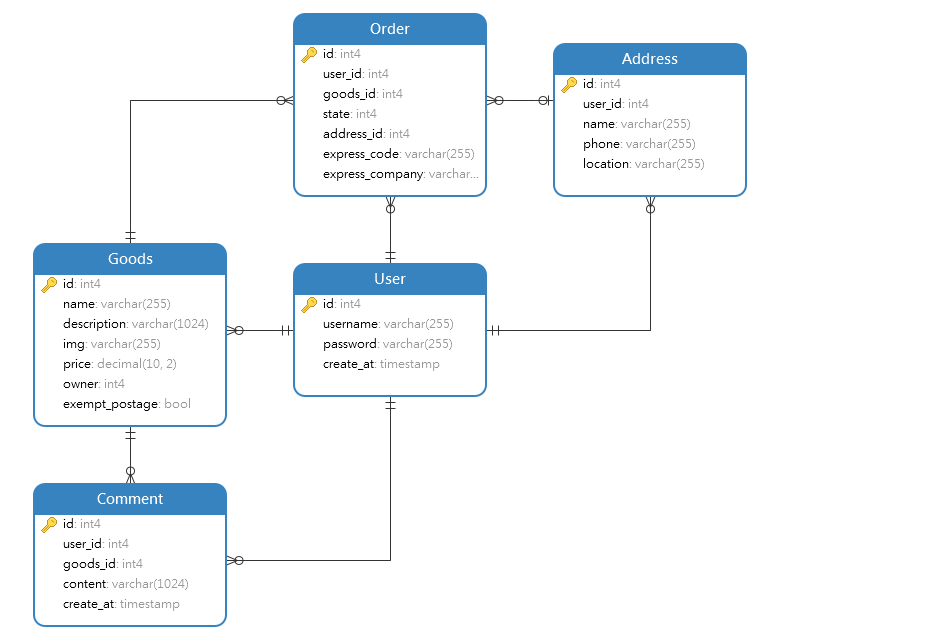 Order
id: int4
user_id: int4
goods_id: int4
state: int4
address_id: int4
express_code: varchar(255)
express_company: varchar...
Address
id: int4
user_id: int4
name: varchar(255)
phone: varchar(255)
location: varchar(255)
Goods
id: int4
name: varchar(255)
description: varchar(1024)
img: varchar(255)
price: decimal(10, 2)
owner: int4
exempt_postage: bool
User
id: int4
username: varchar(255)
password: varchar(255)
create_at: timestamp
Comment
id: int4
user_id: int4
goods_id: int4
content: varchar(1024)
create_at: timestamp